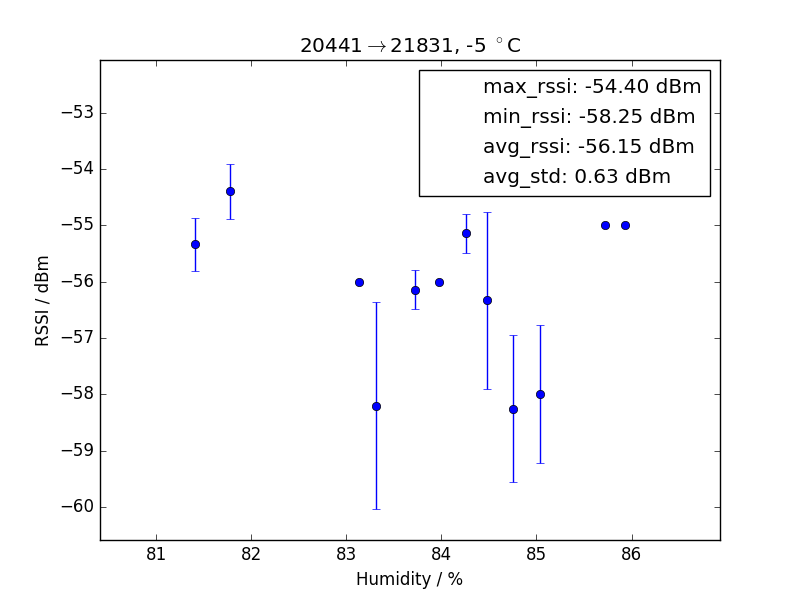 20441→21831, -5 °C
max_rssi: -54.40 dBm
min_rssi: -58.25 dBm
avg_rssi: -56.15 dBm
avg_std: 0.63 dBm
−53
−54
−55
−56
−57
−58
−59
−60
RSSI / dBm
81 82 83 84 85 86
Humidity / %